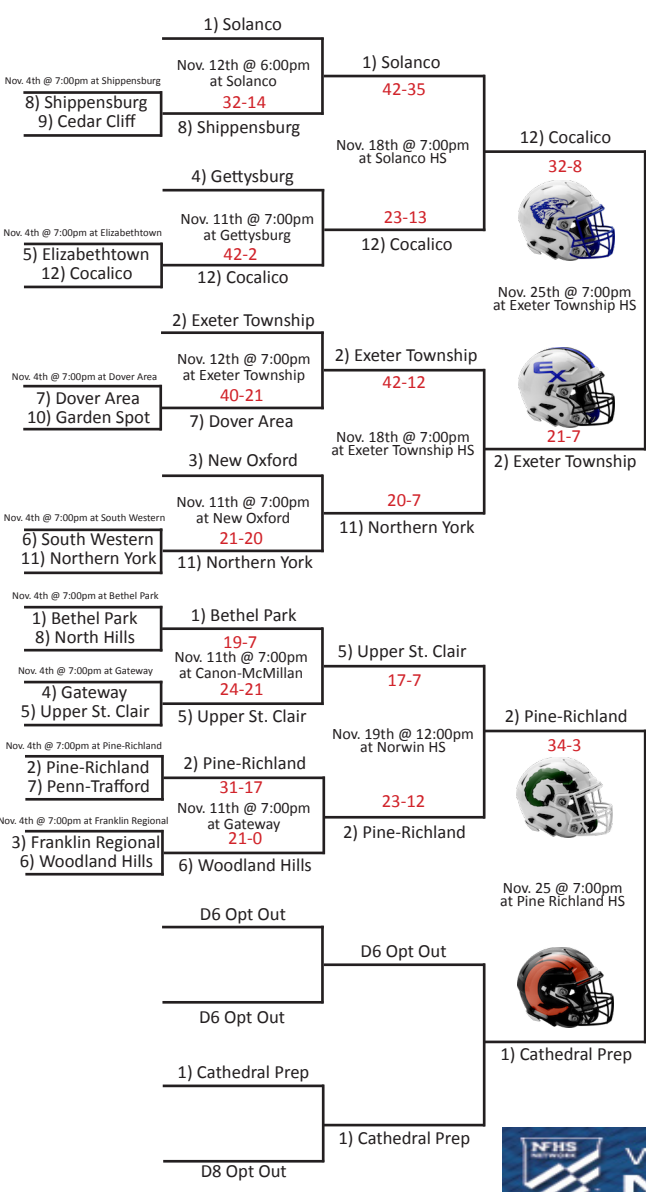 1) Solanco
Nov. 12th @ 6:00pm
at Solanco
Nov. 4th @ 7:00pm at Shippensburg
8) Shippensburg
9) Cedar Cliff
32-14
8) Shippensburg
1) Solanco
42-35
Nov. 18th @ 7:00pm
at Solanco HS
4) Gettysburg
Nov. 11th @ 7:00pm
at Gettysburg
Nov. 4th @ 7:00pm at Elizabethtown
5) Elizabethtown
12) Cocalico
42-2
12) Cocalico
23-13
12) Cocalico
12) Cocalico
32-8
Nov. 25th @ 7:00pm
at Exeter Township HS
2) Exeter Township
Nov. 12th @ 7:00pm
at Exeter Township
Nov. 4th @ 7:00pm at Dover Area
7) Dover Area
10) Garden Spot
40-21
7) Dover Area
2) Exeter Township
42-12
Nov. 18th @ 7:00pm
at Exeter Township HS
EX
21-7
2) Exeter Township
3) New Oxford
Nov. 11th @ 7:00pm
at New Oxford
Nov. 4th @ 7:00pm at South Western
6) South Western
11) Northern York
21-20
11) Northern York
20-7
11) Northern York
Nov. 4th @ 7:00pm at Bethel Park
1) Bethel Park
8) North Hills
1) Bethel Park
19-7
Nov. 11th @ 7:00pm
at Canon-McMillan
24-21
Nov. 4th @ 7:00pm at Gateway
4) Gateway
5) Upper St. Clair
5) Upper St. Clair
5) Upper St. Clair
17-7
Nov. 19th @ 12:00pm
at Norwin HS
Nov. 4th @ 7:00pm at Pine-Richland
2) Pine-Richland
7) Penn-Trafford
2) Pine-Richland
31-17
Nov. 11th @ 7:00pm
at Gateway
21-0
Nov. 4th @ 7:00pm at Franklin Regional
3) Franklin Regional
6) Woodland Hills
6) Woodland Hills
23-12
2) Pine-Richland
2) Pine-Richland
34-3
Nov. 25 @ 7:00pm
at Pine Richland HS
D6 Opt Out
D6 Opt Out
D6 Opt Out
1) Cathedral Prep
1) Cathedral Prep
D8 Opt Out
1) Cathedral Prep
NFHS
NETWORK